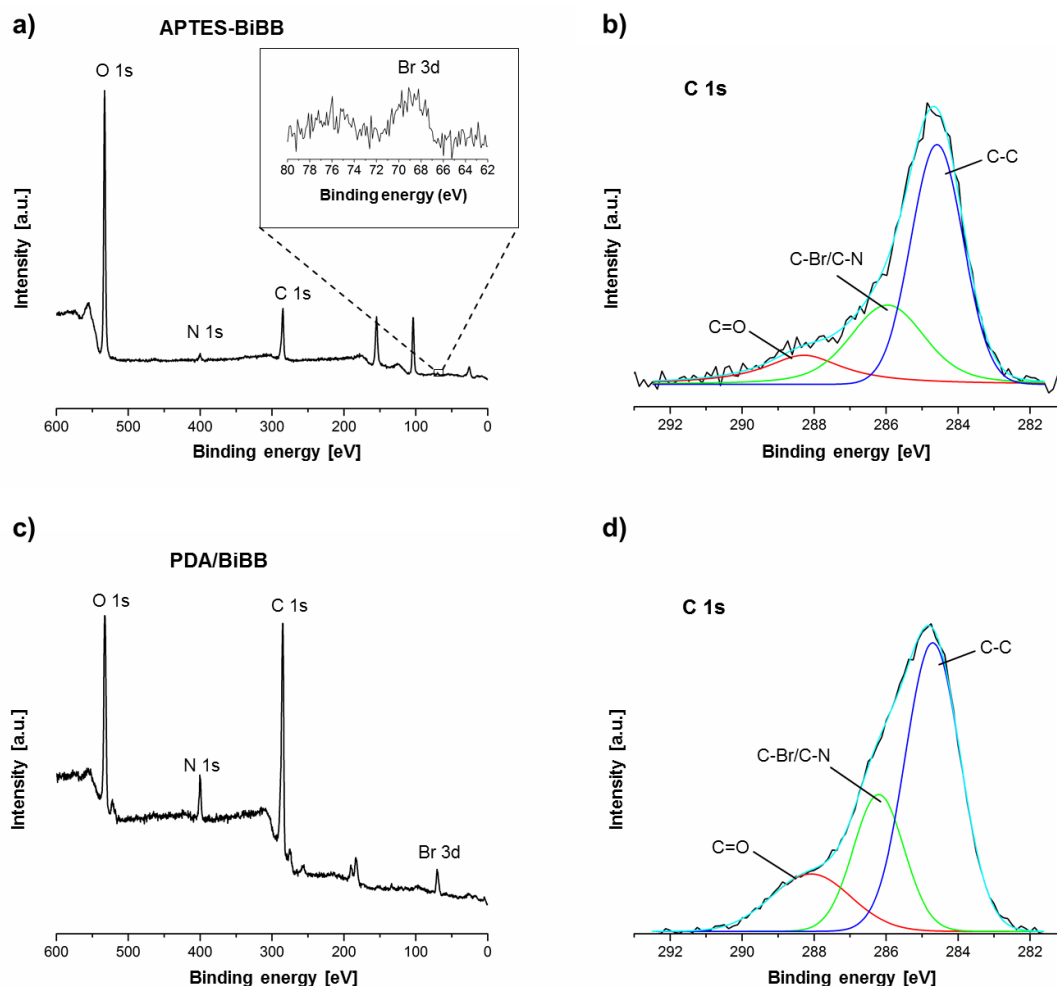 a)
APTES-BiBB
O 1s
N 1s
C 1s
Br 3d
80 78 76 74 72 70 68 66 64 62
Binding energy (eV)
Intensity [a.u.]
600 500 400 300 200 100 0
Binding energy [eV]
b)
C 1s
C-C
C-Br/C-N
C=O
Intensity [a.u.]
292 290 288 286 284 282
Binding energy [eV]
c)
PDA/BiBB
O 1s
N 1s
C 1s
Br 3d
Intensity [a.u.]
600 500 400 300 200 100 0
Binding energy [eV]
d)
C 1s
C-C
C-Br/C-N
C=O
Intensity [a.u.]
292 290 288 286 284 282
Binding energy [eV]